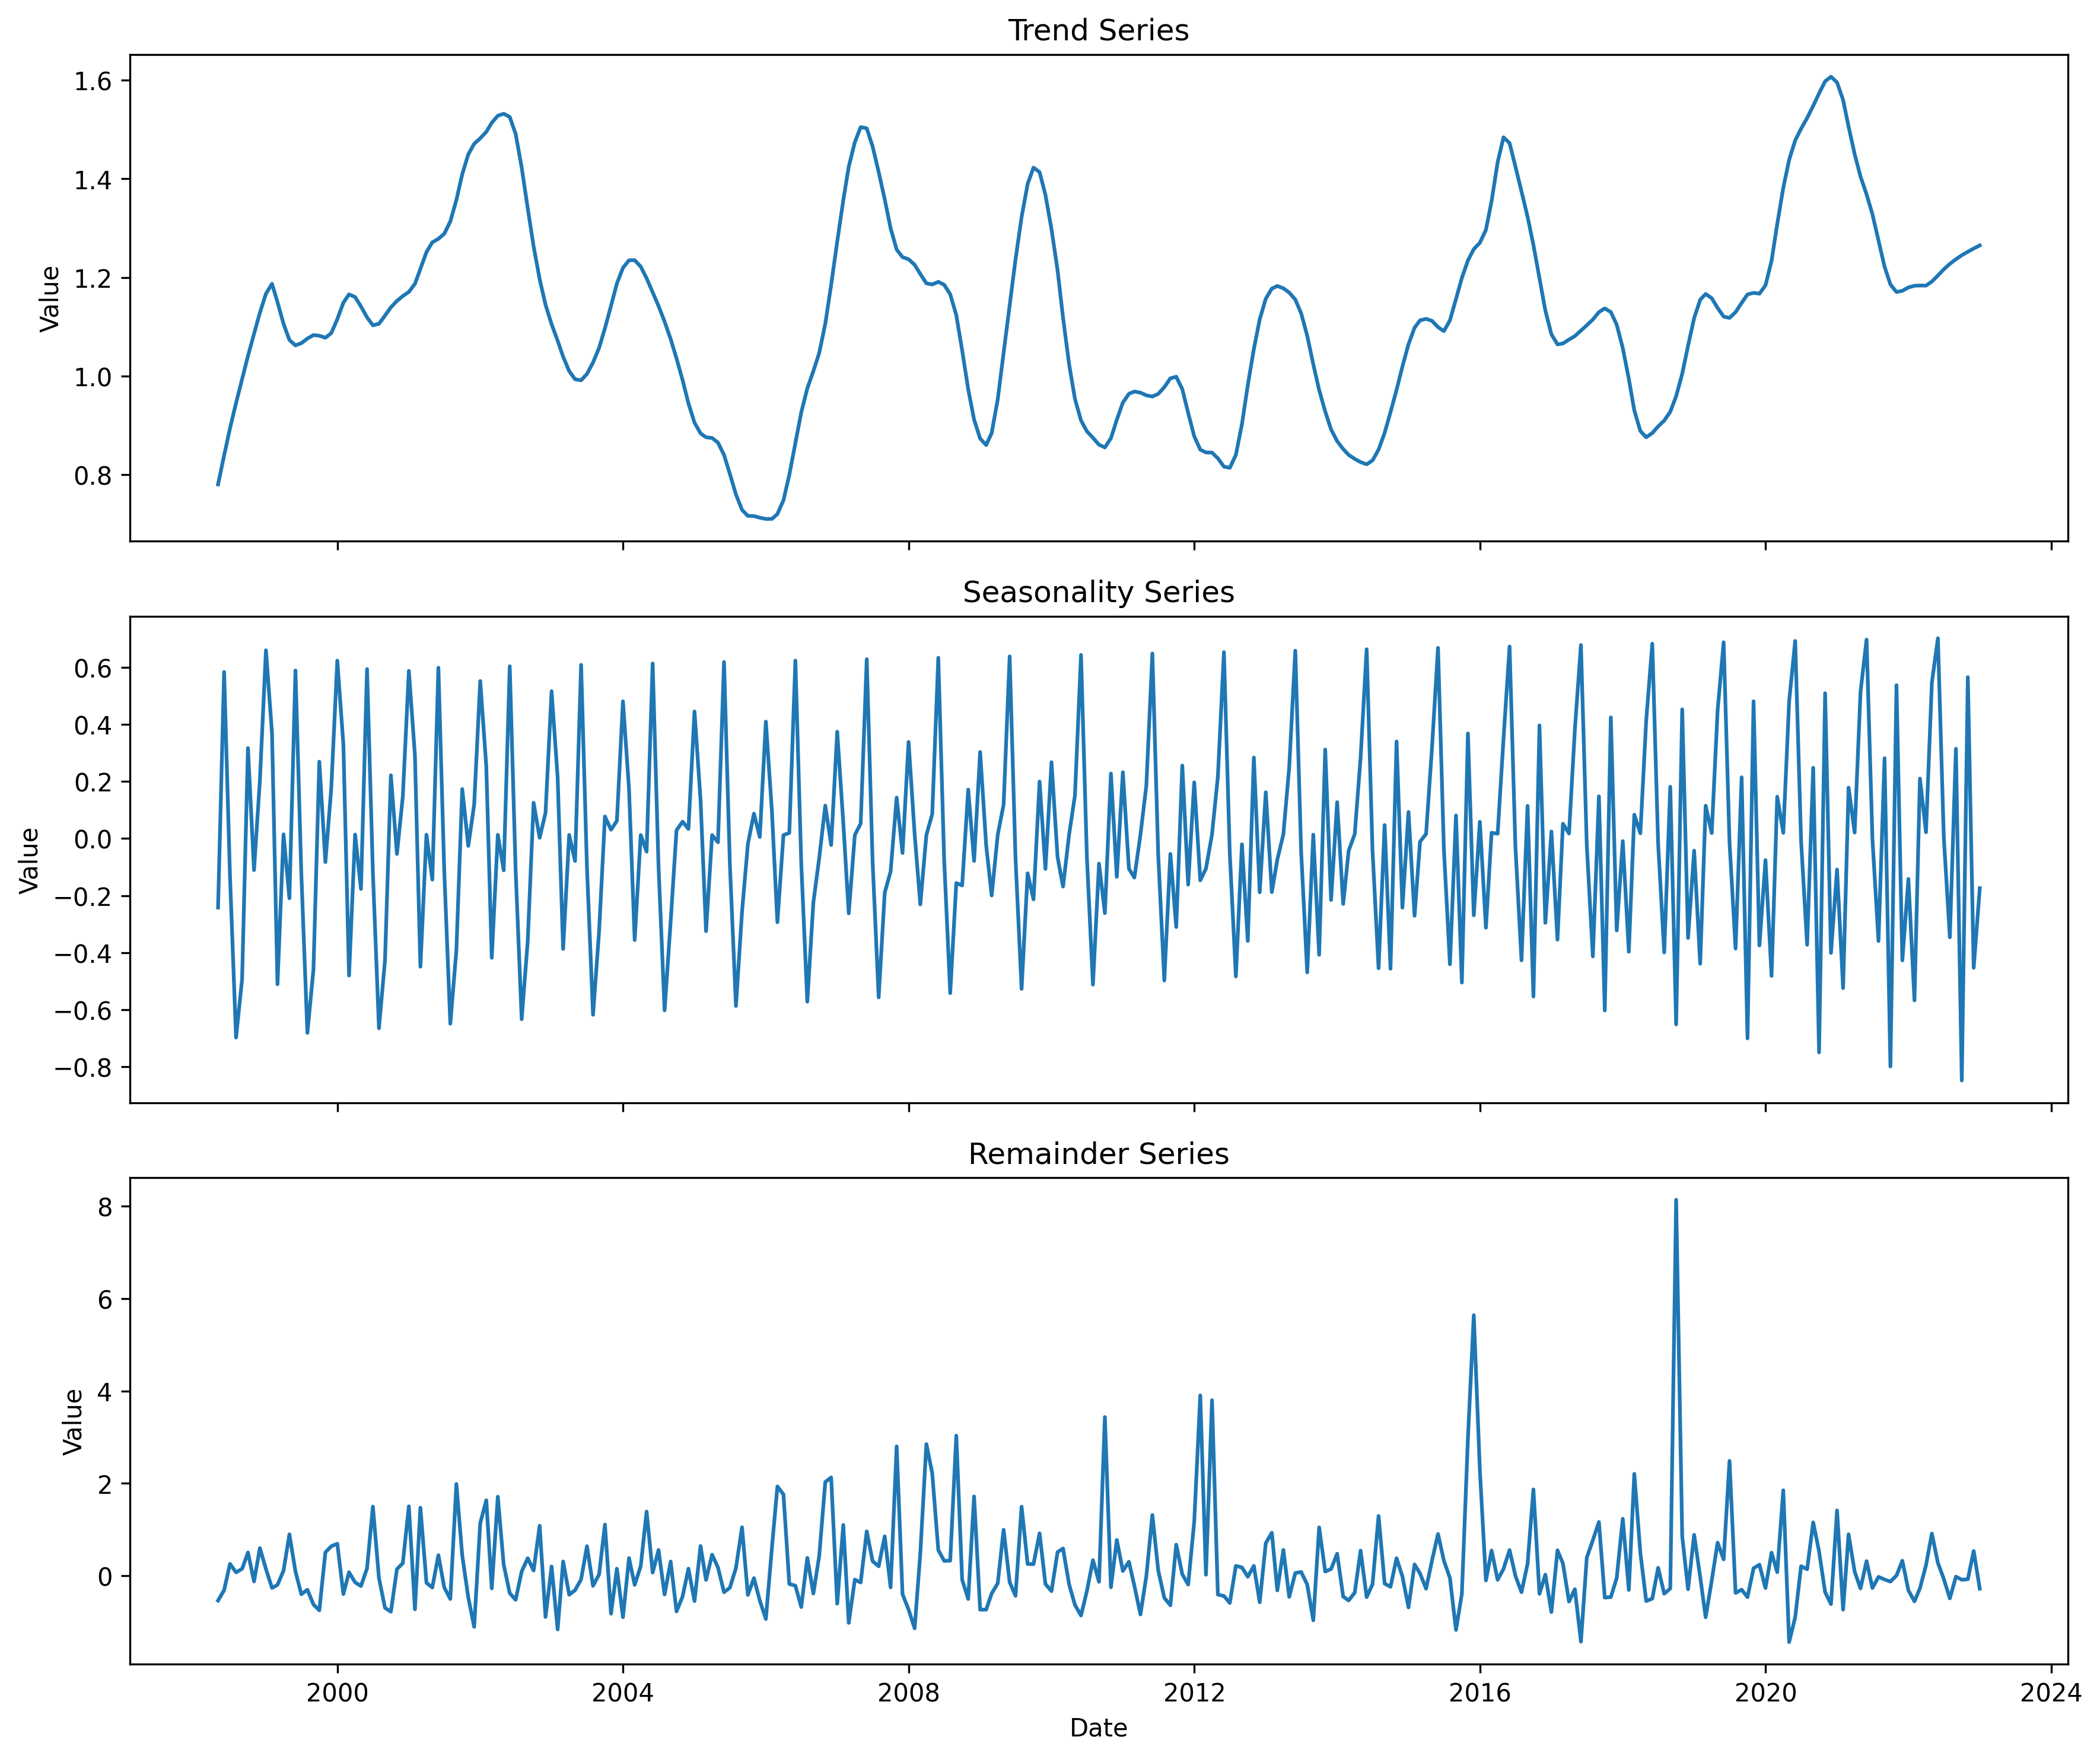 Trend Series
Value
1.6
1.4
1.2
1.0
0.8
Seasonality Series
Value
0.6
0.4
0.2
0.0
−0.2
−0.4
−0.6
−0.8
Remainder Series
Value
8
6
4
2
0
2000 2004 2008 2012 2016 2020 2024
Date